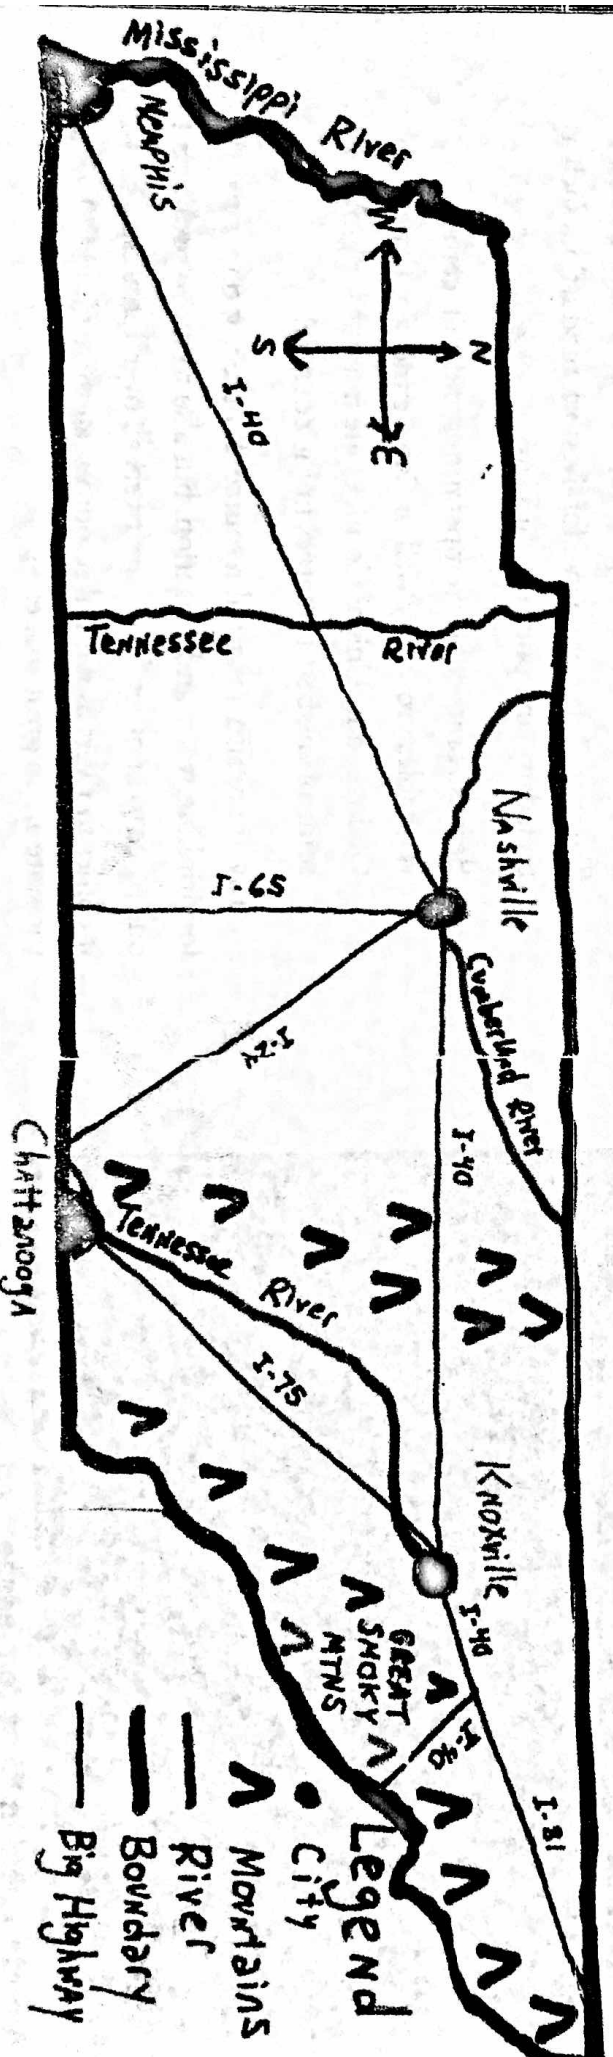 Mississippi River
MEMPHIS
N
W
E
S
I-40
TENNESSEE River
Nashville
Cumberland River
I-65
I-24
I-40
Chattanooga
Tennessee River
I-75
Knoxville
I-40
I-40
I-81
GREAT
SMOKY
MTNS
Legend
City
Mountains
River
Boundary
Big Highway